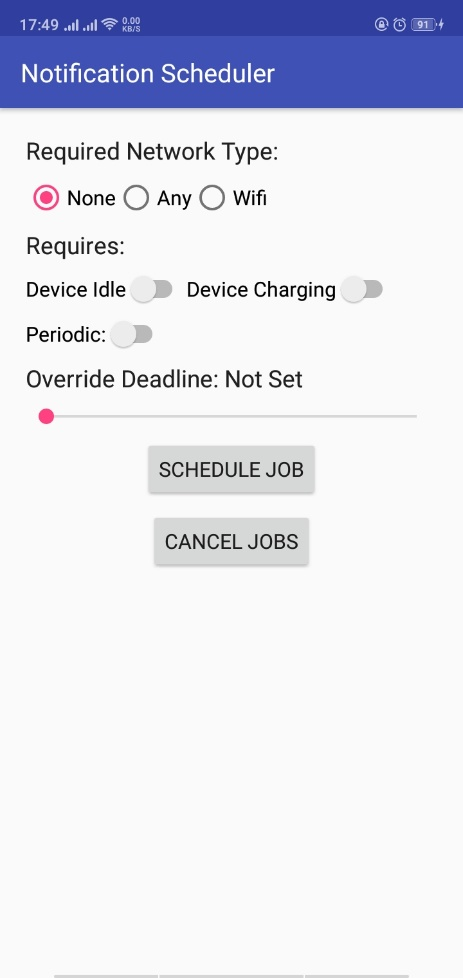 17:49 0.00 KB/S 91
Notification Scheduler
Required Network Type:
None Any Wifi
Requires:
Device Idle Device Charging
Periodic:
Override Deadline: Not Set
SCHEDULE JOB
CANCEL JOBS